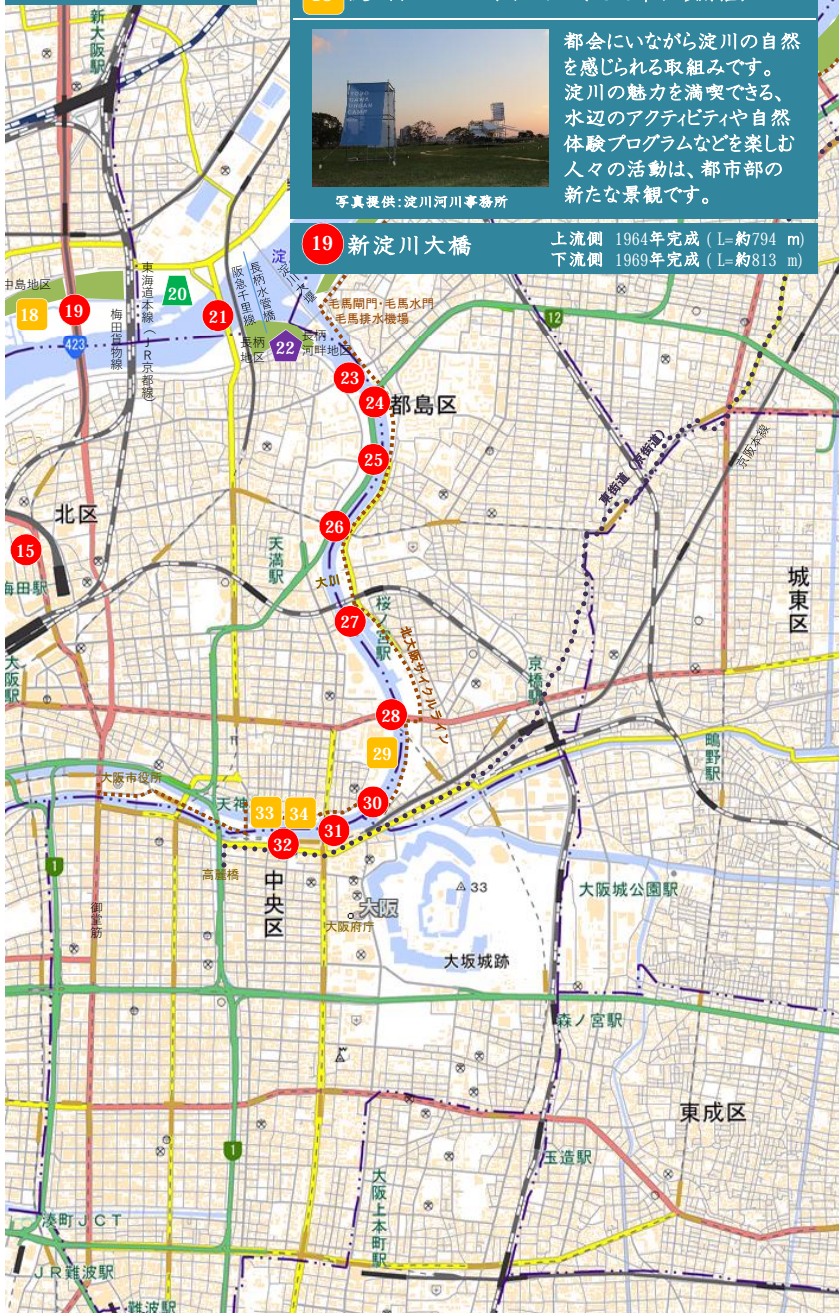 都会にいながら淀川の自然
を感じられる取組みです。
淀川の魅力を満喫できる、
水辺のアクティビティや自然
体験プログラムなどを楽しむ
人々の活動は、都市部の
新たな景観です。
写真提供:淀川河川事務所
19 新淀川大橋
上流側 1964年完成 ( L=約794 m)
下流側 1969年完成 ( L=約813 m)
新大阪駅
中島地区
18
19
423
梅田貨物線
東海道本線(JR京都線)
20
21
阪急千里線
長柄水管橋
淀川大堰
毛馬閘門・毛馬水門
毛馬排水機場
長柄
地区
22
長柄
河畔地区
12
23
24
都島区
25
26
北区
15
梅田駅
大阪駅
天満駅
大川
27
桜ノ宮駅
北大阪サイクルライン
東街道(京街道)
京阪本線
城東区
京橋駅
28
29
鴫野駅
大阪市役所
天神
33
34
30
31
32
1
高麗橋
中央区
御堂筋
大阪
大阪府庁
33
大坂城跡
大阪城公園駅
森ノ宮駅
東成区
玉造駅
1
大阪上本町駅
湊町JCT
JR難波駅
難波駅